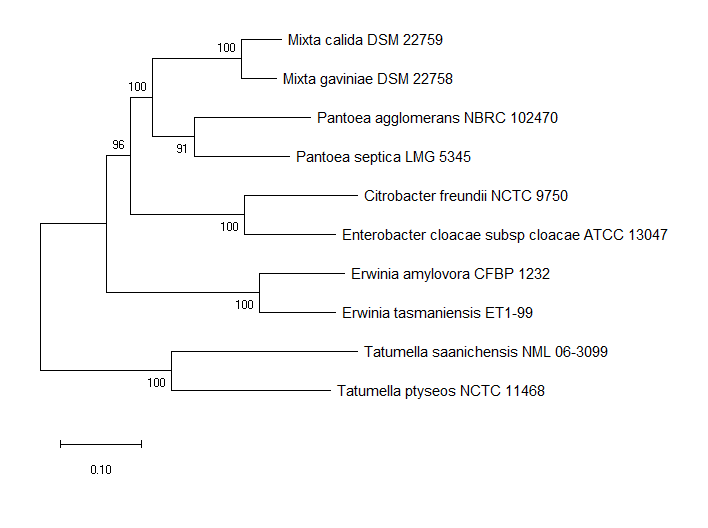 Mixta calida DSM 22759
100
Mixta gaviniae DSM 22758
100
Pantoea agglomerans NBRC 102470
96
91
Pantoea septica LMG 5345
Citrobacter freundii NCTC 9750
100
Enterobacter cloacae subsp cloacae ATCC 13047
Erwinia amylovora CFBP 1232
100
Erwinia tasmaniensis ET1-99
Tatumella saanichensis NML 06-3099
100
Tatumella ptyseos NCTC 11468
0.10